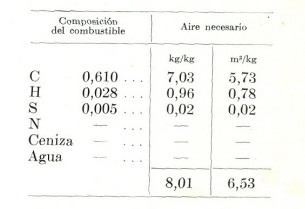 Composición del combustible Aire necesario
kg/kg m³/kg
C 0,610 ... 7,03 5,73
H 0,028 ... 0,96 0,78
S 0,005 ... 0,02 0,02
N — ... — —
Ceniza — ... — —
Agua — ... — —
8,01 6,53